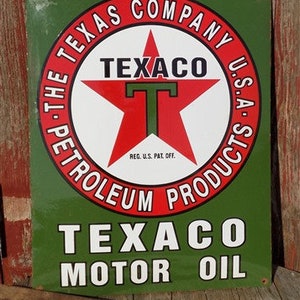 · THE TEXAS COMPANY U.S.A ·
TEXACO
T
REG. U.S. PAT. OFF.
PETROLEUM PRODUCTS
TEXACO
MOTOR OIL